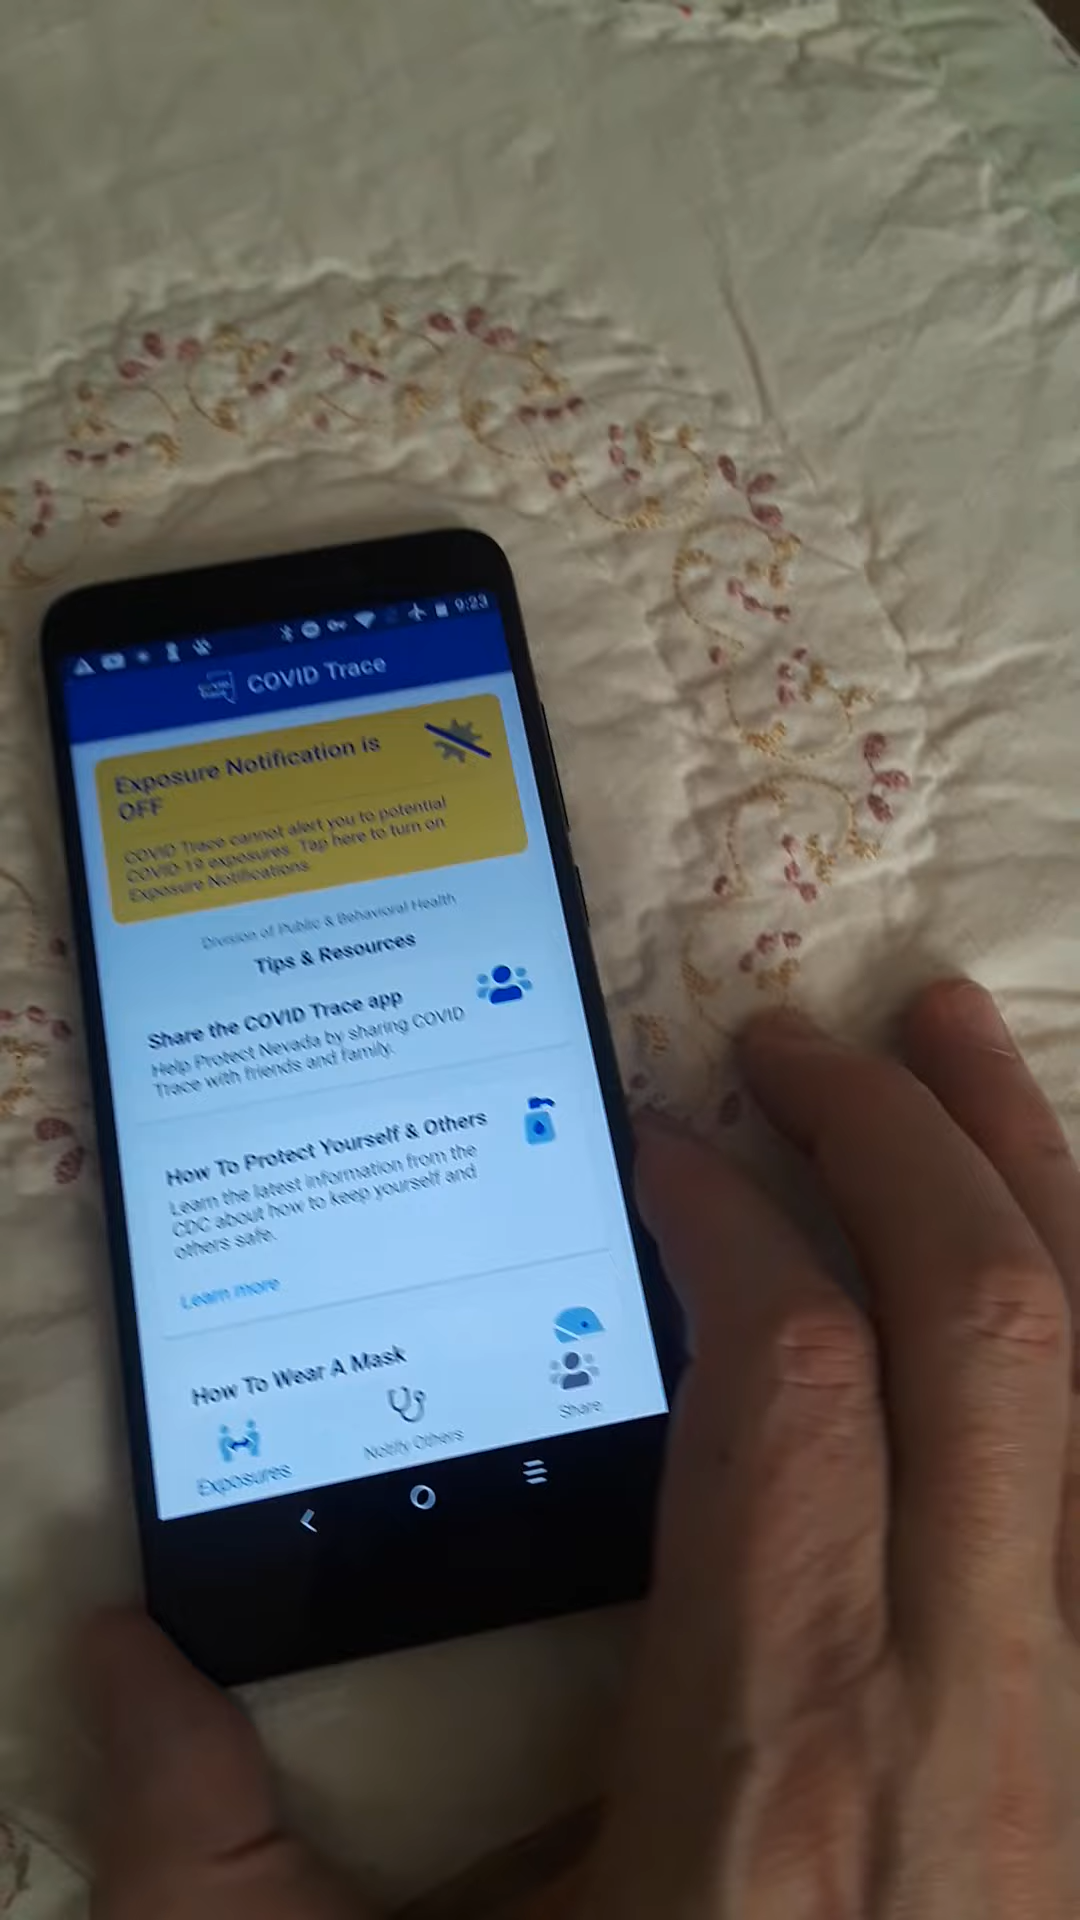 9:23
COVID Trace
Exposure Notification is
OFF
COVID Trace cannot alert you to potential
COVID-19 exposures. Tap here to turn on
Exposure Notifications.
Division of Public & Behavioral Health
Tips & Resources
Share the COVID Trace app
Help Protect Nevada by sharing COVID
Trace with friends and family.
How To Protect Yourself & Others
Learn the latest information from the
CDC about how to keep yourself and
others safe.
Learn more
How To Wear A Mask
Exposures
Notify Others
Share